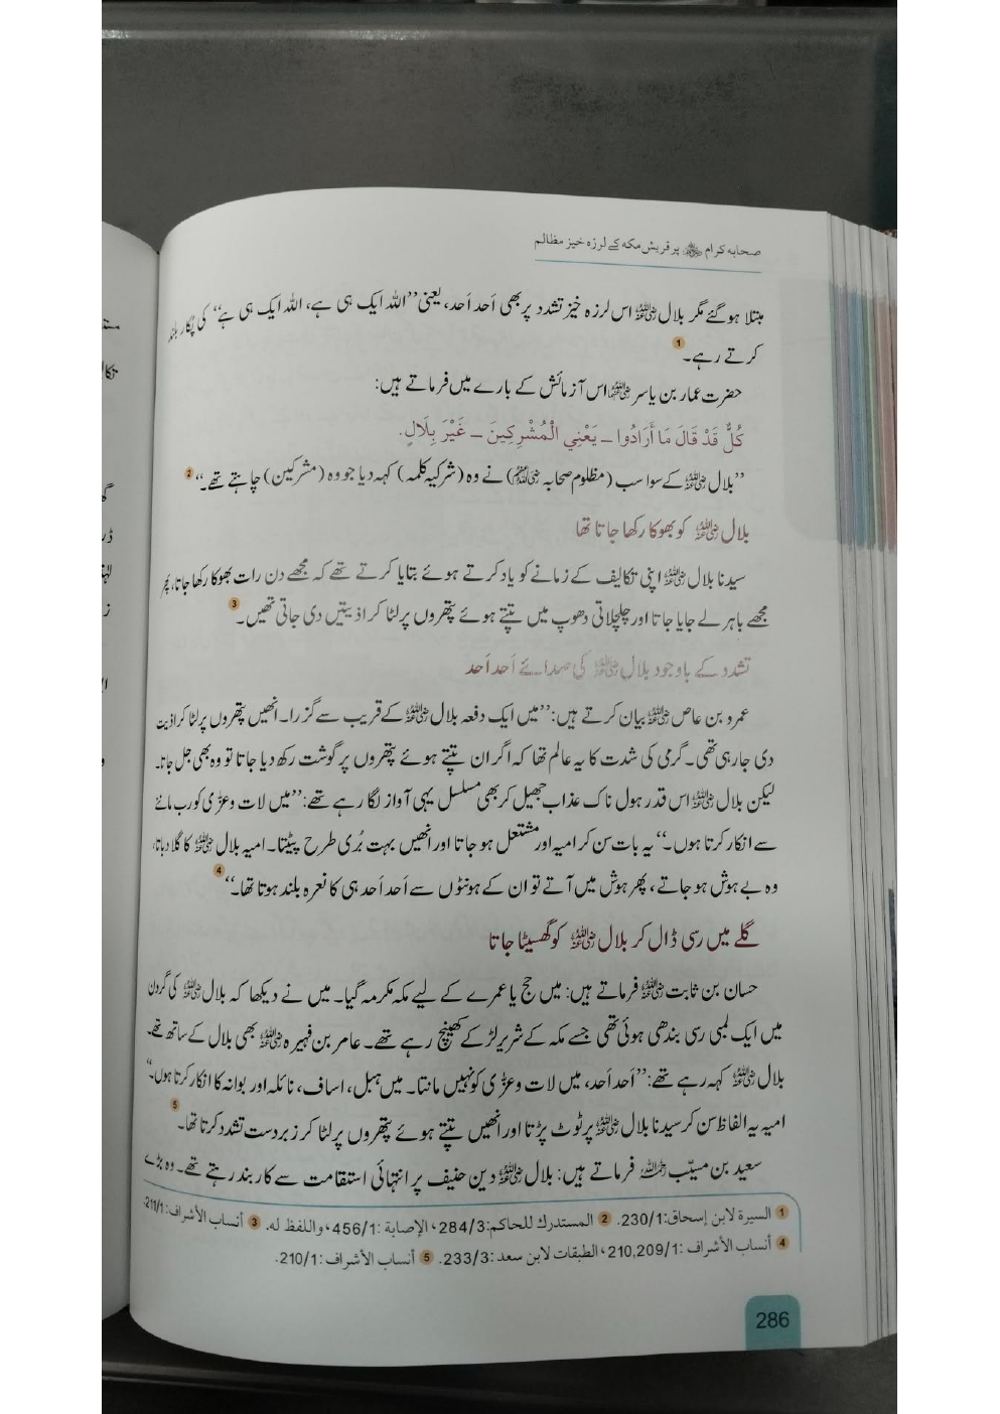 صحابہ کرام رضی اللہ عنہم پر قریش مکہ کے لرزہ خیز مظالم
مبتلا ہو گئے مگر بلال رضی اللہ عنہ اس لرزہ خیز تشدد پر بھی اَحد اَحد، یعنی ’’اللہ ایک ہی ہے، اللہ ایک ہی ہے‘‘ کی پکار بلند
کرتے رہے۔ 1
حضرت عمار بن یاسر رضی اللہ عنہما اس آزمائش کے بارے میں فرماتے ہیں:
كُلٌّ قَدْ قَالَ مَا أَرَادُوا ـ يَعْنِي الْمُشْرِكِينَ ـ غَيْرَ بِلَالٍ.
’’بلال رضی اللہ عنہ کے سوا سب (مظلوم صحابہ رضی اللہ عنہم) نے وہ (شرکیہ کلمہ) کہہ دیا جو وہ (مشرکین) چاہتے تھے۔‘‘ 2
بلال رضی اللہ عنہ کو بھوکا رکھا جاتا تھا
سیدنا بلال رضی اللہ عنہ اپنی تکالیف کے زمانے کو یاد کرتے ہوئے بتایا کرتے تھے کہ مجھے دن رات بھوکا رکھا جاتا، پھر
مجھے باہر لے جایا جاتا اور چلچلاتی دھوپ میں تپتے ہوئے پتھروں پر لٹا کر اذیتیں دی جاتی تھیں۔ 3
تشدد کے باوجود بلال رضی اللہ عنہ کی صدائے اَحد اَحد
عمرو بن عاص رضی اللہ عنہ بیان کرتے ہیں: ’’میں ایک دفعہ بلال رضی اللہ عنہ کے قریب سے گزرا۔ انھیں پتھروں پر لٹا کر اذیت
دی جا رہی تھی۔ گرمی کی شدت کا یہ عالم تھا کہ اگر ان تپتے ہوئے پتھروں پر گوشت رکھ دیا جاتا تو وہ بھی جل جاتا۔
لیکن بلال رضی اللہ عنہ اس قدر ہول ناک عذاب جھیل کر بھی مسلسل یہی آواز لگا رہے تھے: ’’میں لات و عزّٰی کو رب ماننے
سے انکار کرتا ہوں۔‘‘ یہ بات سن کر امیہ اور مشتعل ہو جاتا اور انھیں بہت بُری طرح پیٹتا۔ امیہ بلال رضی اللہ عنہ کا گلا دباتا،
وہ بے ہوش ہو جاتے، پھر ہوش میں آتے تو ان کے ہونٹوں سے اَحد اَحد ہی کا نعرہ بلند ہوتا تھا۔‘‘ 4
گلے میں رسی ڈال کر بلال رضی اللہ عنہ کو گھسیٹا جاتا
حسان بن ثابت رضی اللہ عنہ فرماتے ہیں: میں حج یا عمرے کے لیے مکہ مکرمہ گیا۔ میں نے دیکھا کہ بلال رضی اللہ عنہ کی گردن
میں ایک لمبی رسی بندھی ہوئی تھی جسے مکہ کے شریر لڑکے کھینچ رہے تھے۔ عامر بن فہیرہ رضی اللہ عنہ بھی بلال کے ساتھ تھے۔
بلال رضی اللہ عنہ کہہ رہے تھے: ’’اَحد اَحد، میں لات و عزّٰی کو نہیں مانتا۔ میں ہبل، اساف، نائلہ اور بوانہ کا انکار کرتا ہوں۔‘‘
امیہ یہ الفاظ سن کر سیدنا بلال رضی اللہ عنہ پر ٹوٹ پڑتا اور انھیں تپتے ہوئے پتھروں پر لٹا کر زبردست تشدد کرتا تھا۔ 5
سعید بن مسیّب رحمہ اللہ فرماتے ہیں: بلال رضی اللہ عنہ دین حنیف پر انتہائی استقامت سے کاربند رہتے تھے۔ وہ بڑے
1 السيرة لابن إسحاق: 230/1. 2 المستدرك للحاكم: 284/3، الإصابة: 456/1، واللفظ له. 3 أنساب الأشراف: 211/1.
4 أنساب الأشراف: 210,209/1، الطبقات لابن سعد: 233/3. 5 أنساب الأشراف: 210/1.
286